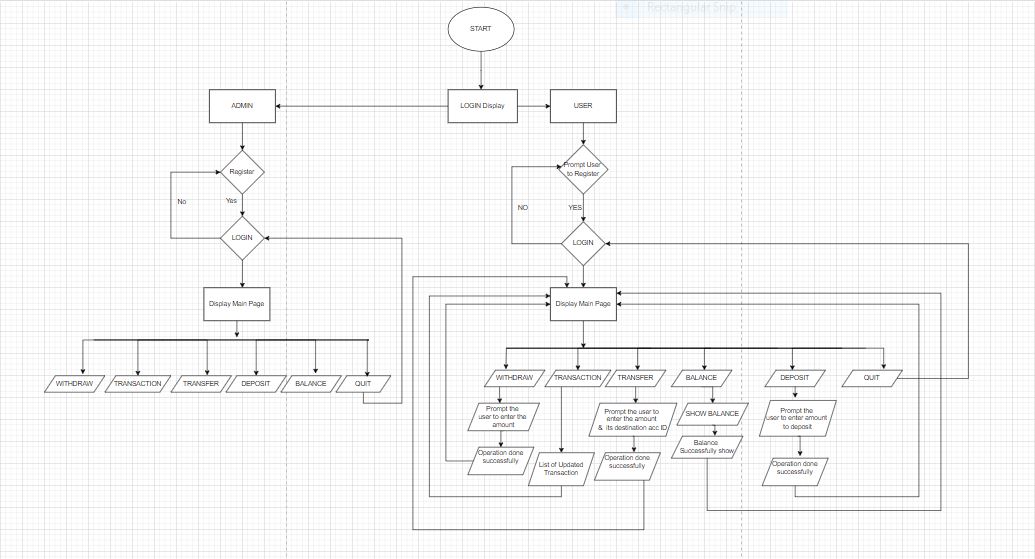 Rectangular Snip
START
ADMIN
LOGIN Display
USER
Register
Prompt User
to Register
No
Yes
NO
YES
LOGIN
LOGIN
Display Main Page
Display Main Page
WITHDRAW
TRANSACTION
TRANSFER
DEPOSIT
BALANCE
QUIT
WITHDRAW
TRANSACTION
TRANSFER
BALANCE
DEPOSIT
QUIT
Prompt the
user to enter the
amount
Prompt the user to
enter the amount
& its destination acc ID
SHOW BALANCE
Prompt the
user to enter amount
to deposit
Operation done
successfully
List of Updated
Transaction
Operation done
successfully
Balance
Successfully show
Operation done
successfully